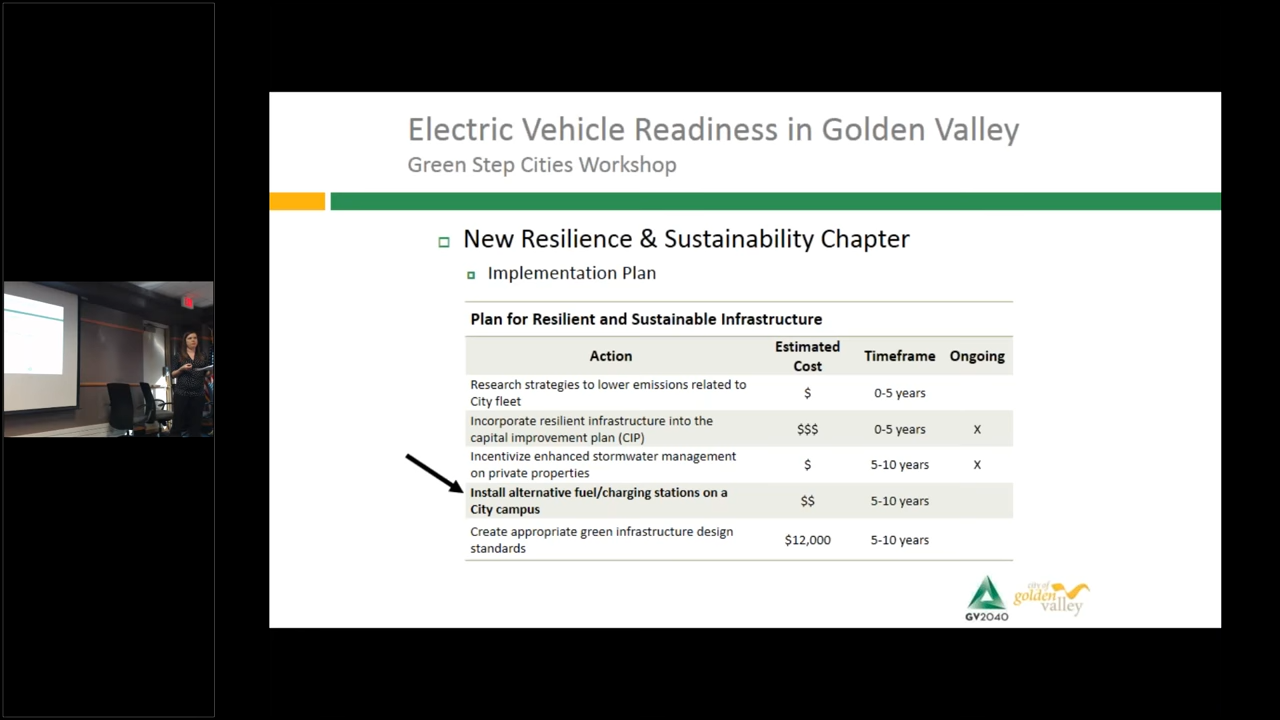 Electric Vehicle Readiness in Golden Valley
Green Step Cities Workshop
New Resilience & Sustainability Chapter
Implementation Plan
Plan for Resilient and Sustainable Infrastructure
Action
Estimated
Cost
Timeframe
Ongoing
Research strategies to lower emissions related to
City fleet
$
0-5 years
Incorporate resilient infrastructure into the
capital improvement plan (CIP)
$$$
0-5 years
X
Incentivize enhanced stormwater management
on private properties
$
5-10 years
X
Install alternative fuel/charging stations on a
City campus
$$
5-10 years
Create appropriate green infrastructure design
standards
$12,000
5-10 years
GV2040
city of
golden
valley